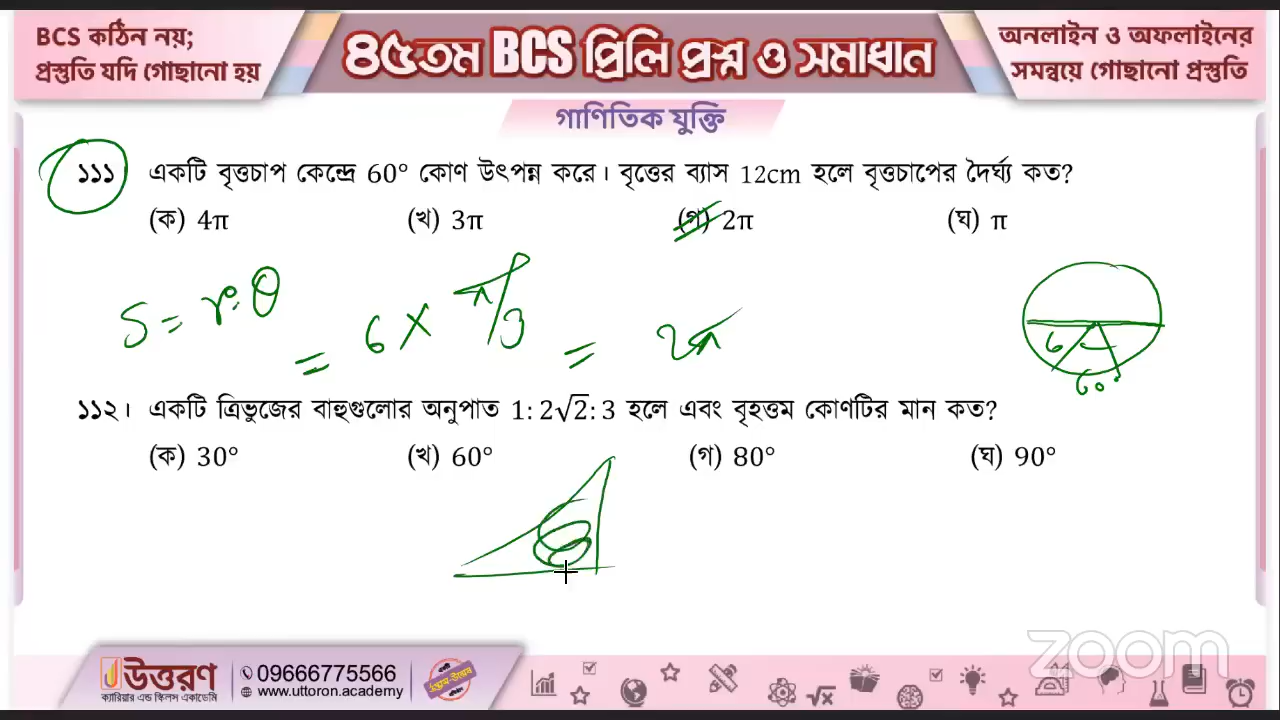 BCS কঠিন নয়;
প্রস্তুতি যদি গোছানো হয়
৪৫তম BCS প্রিলি প্রশ্ন ও সমাধান
অনলাইন ও অফলাইনের
সমন্বয়ে গোছানো প্রস্তুতি
গাণিতিক যুক্তি
১১১ একটি বৃত্তচাপ কেন্দ্রে 60° কোণ উৎপন্ন করে। বৃত্তের ব্যাস 12cm হলে বৃত্তচাপের দৈর্ঘ্য কত?
(ক) 4π (খ) 3π (গ) 2π (ঘ) π
S = rθ
= 6 × π/3 = 2π
6
60°
১১২। একটি ত্রিভুজের বাহুগুলোর অনুপাত 1: 2√2: 3 হলে এবং বৃহত্তম কোণটির মান কত?
(ক) 30° (খ) 60° (গ) 80° (ঘ) 90°
zoom
উত্তরণ
ক্যারিয়ার এন্ড স্কিলস একাডেমি
09666775566
www.uttoron.academy